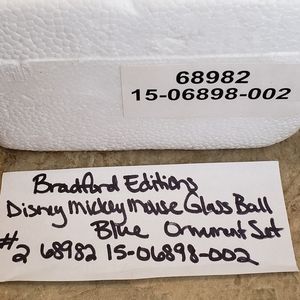 68982
15-06898-002
Bradford Editions
Disney Mickey Mouse Glass Ball
Blue Ornament Set
#2 68982 15-06898-002